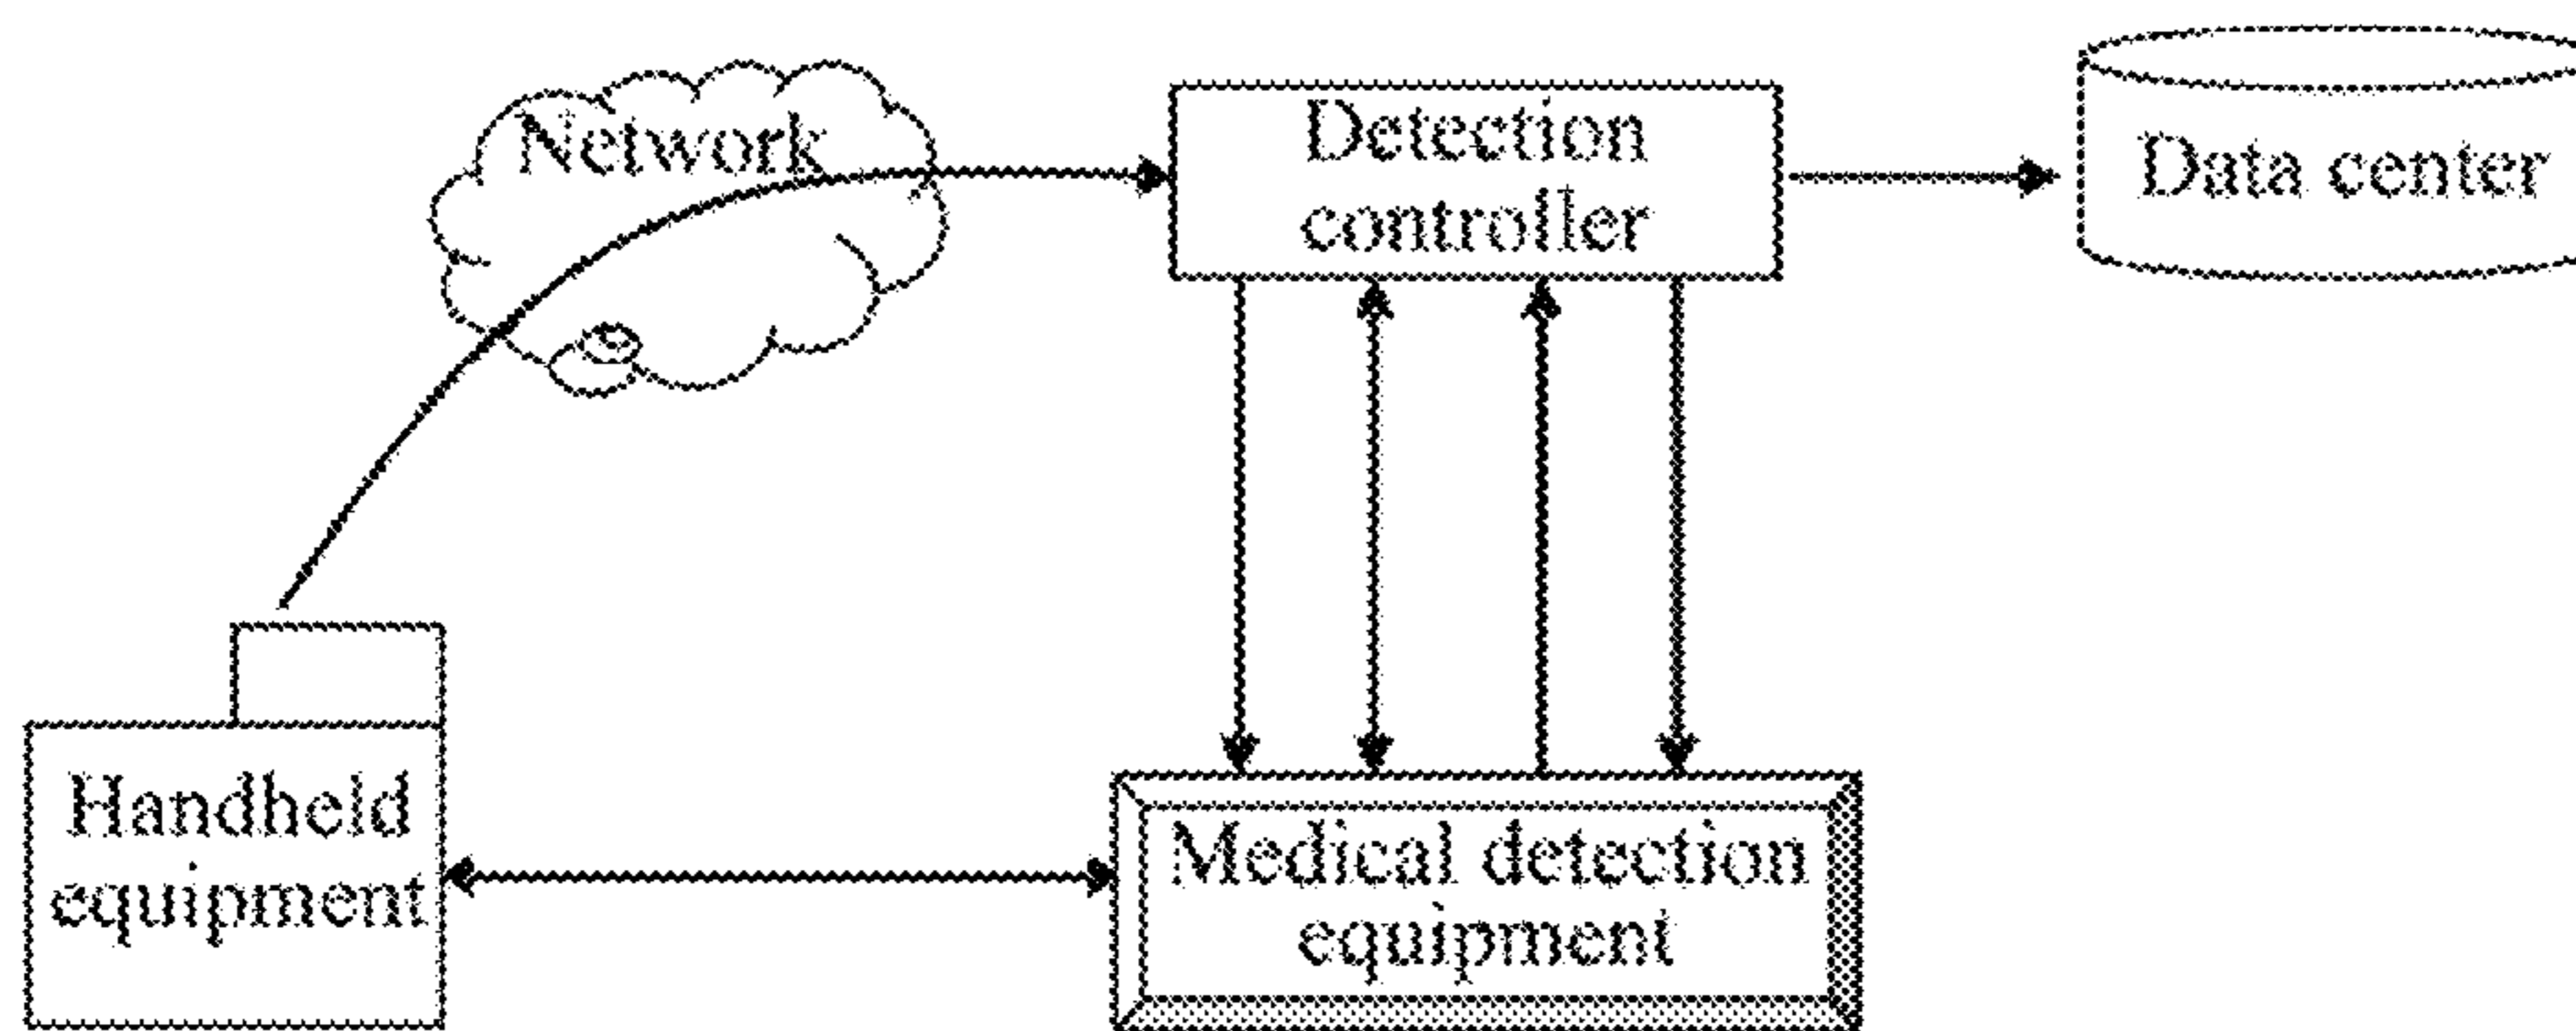 Network
Detection
controller
Data center
Handheld
equipment
Medical detection
equipment